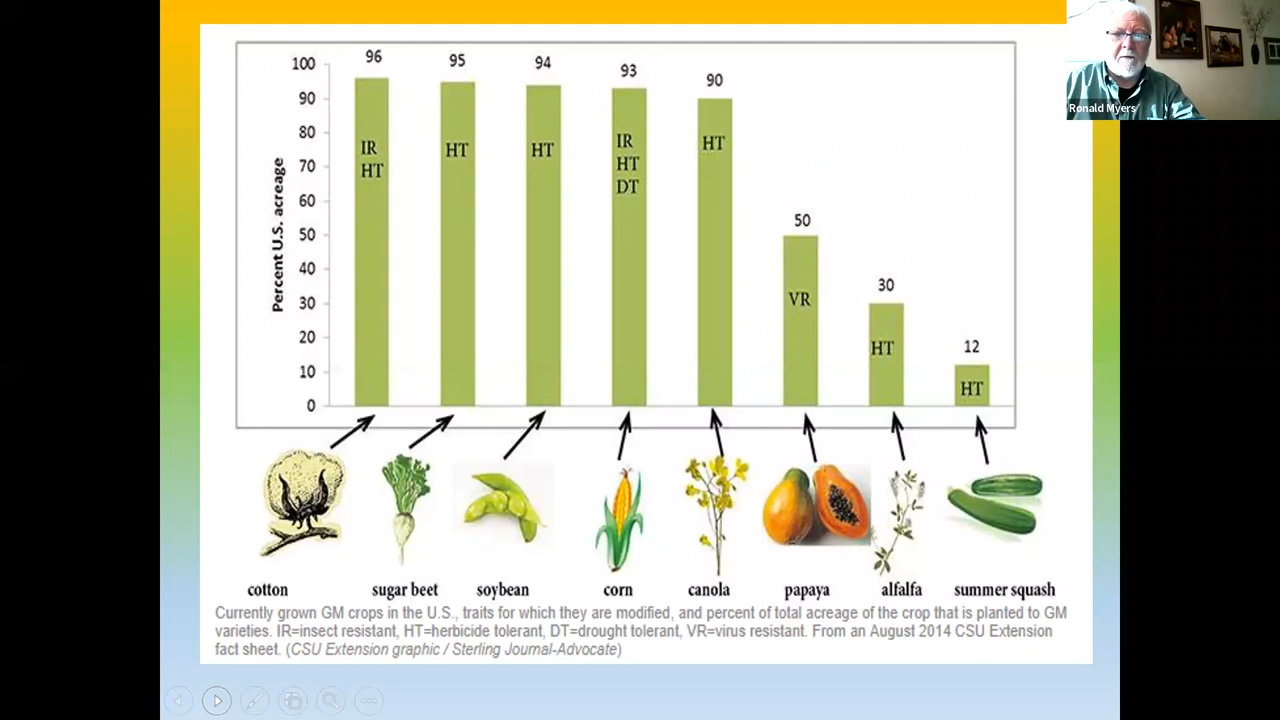 Ronald Myers
96
95
94
93
90
50
30
12
100
90
80
70
60
50
40
30
20
10
0
Percent U.S. acreage
IR
HT
HT
HT
IR
HT
DT
HT
VR
HT
HT
cotton
sugar beet
soybean
corn
canola
papaya
alfalfa
summer squash
Currently grown GM crops in the U.S., traits for which they are modified, and percent of total acreage of the crop that is planted to GM
varieties. IR=insect resistant, HT=herbicide tolerant, DT=drought tolerant, VR=virus resistant. From an August 2014 CSU Extension
fact sheet. (CSU Extension graphic / Sterling Journal-Advocate)